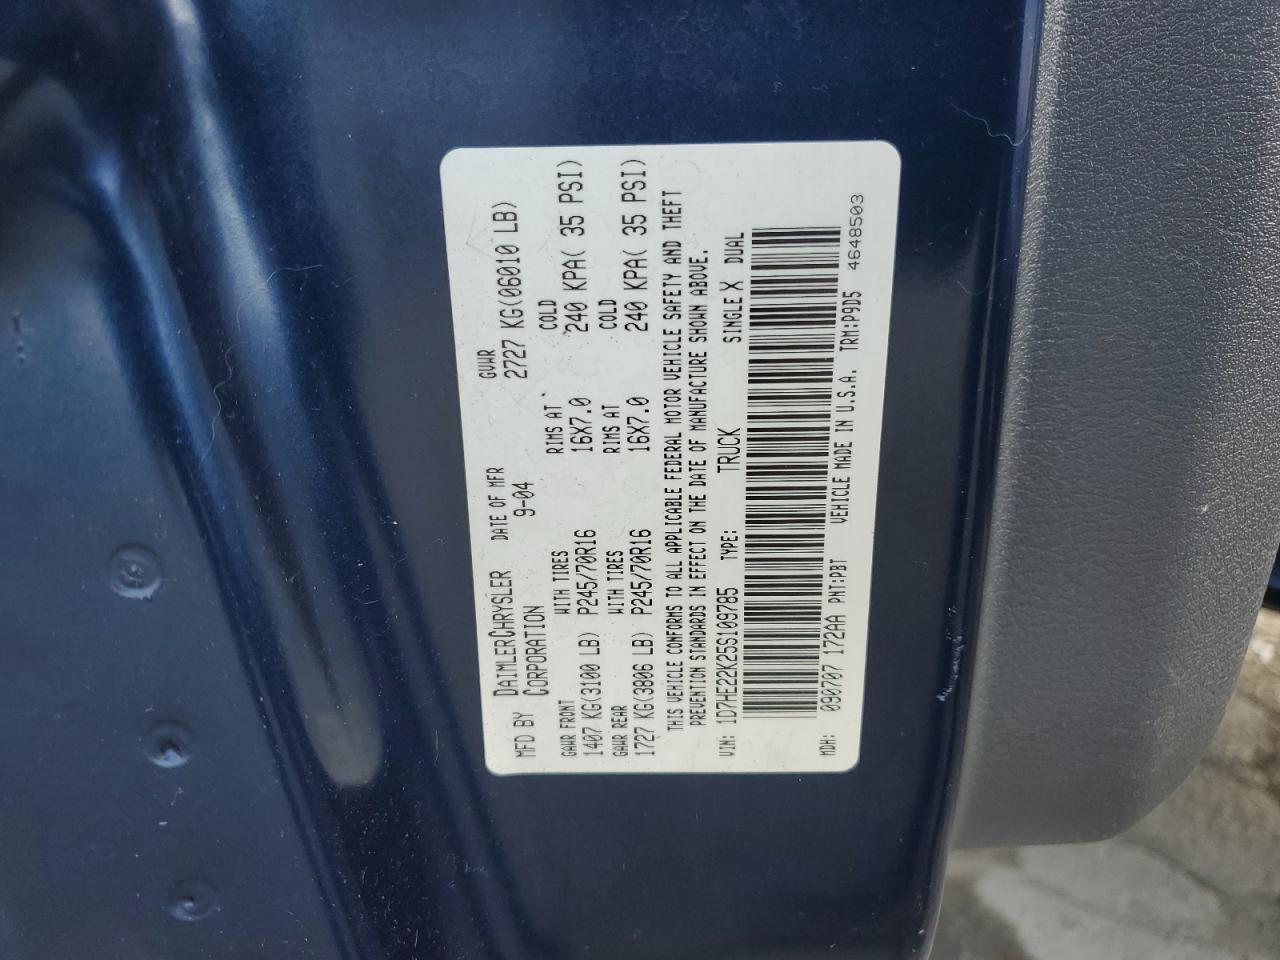 MFD BY DAIMLERCHRYSLER CORPORATION DATE OF MFR 9-04 GVWR 2727 KG(06010 LB)
GAWR FRONT WITH TIRES RIMS AT COLD
1407 KG(3100 LB) P245/70R16 16X7.0 240 KPA( 35 PSI)
GAWR REAR WITH TIRES RIMS AT COLD
1727 KG(3806 LB) P245/70R16 16X7.0 240 KPA( 35 PSI)
THIS VEHICLE CONFORMS TO ALL APPLICABLE FEDERAL MOTOR VEHICLE SAFETY AND THEFT
PREVENTION STANDARDS IN EFFECT ON THE DATE OF MANUFACTURE SHOWN ABOVE.
VIN: 1D7HE22K25S109785 TYPE: TRUCK SINGLE X DUAL
MDH: 090707 172AA PNT:PBT VEHICLE MADE IN U.S.A. TRM:P9D5 4648503